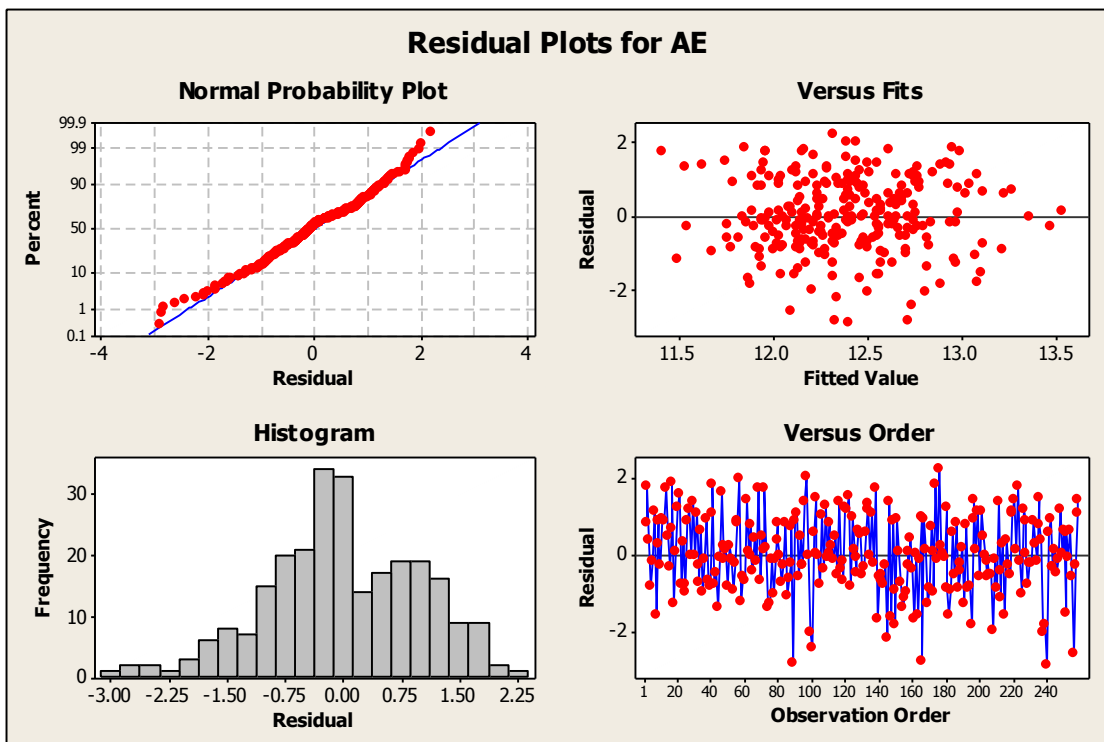 Residual Plots for AE
Normal Probability Plot
99.9
99
90
50
10
1
0.1
Percent
-4 -2 0 2 4
Residual
Versus Fits
2
0
-2
Residual
11.5 12.0 12.5 13.0 13.5
Fitted Value
Histogram
30
20
10
0
Frequency
-3.00 -2.25 -1.50 -0.75 0.00 0.75 1.50 2.25
Residual
Versus Order
2
0
-2
Residual
1 20 40 60 80 100 120 140 160 180 200 220 240
Observation Order